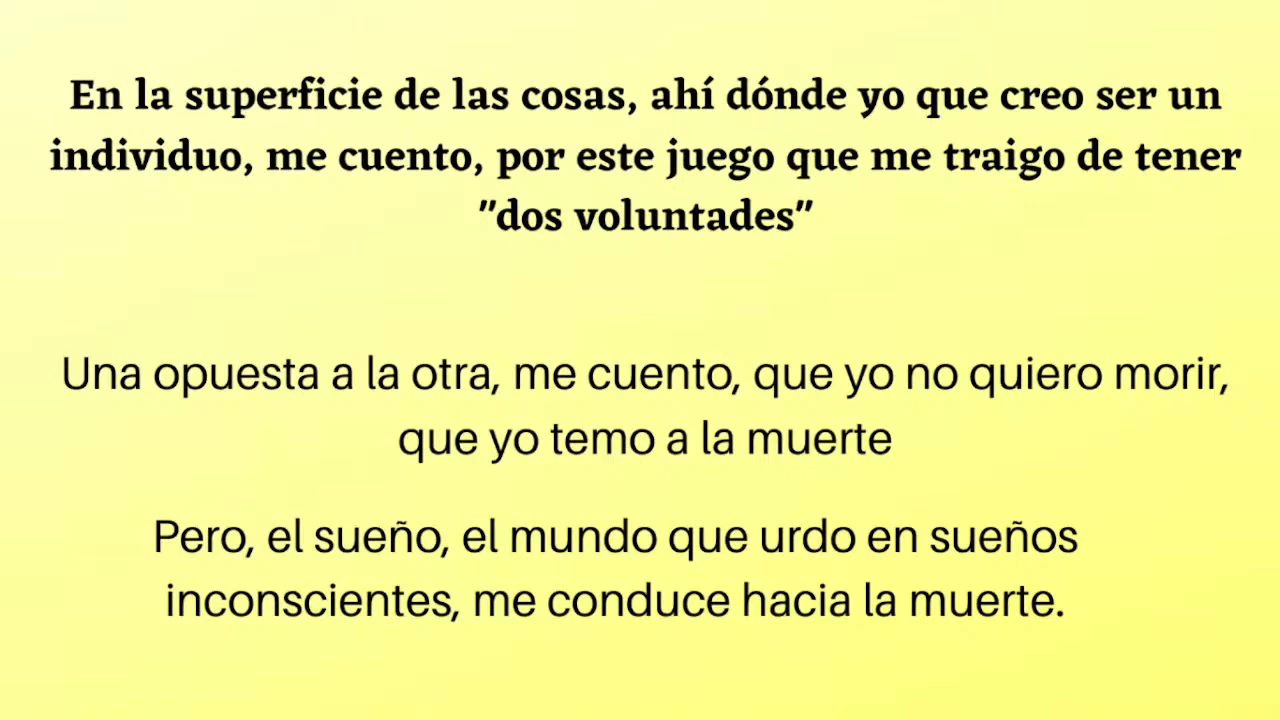 En la superficie de las cosas, ahí dónde yo que creo ser un
individuo, me cuento, por este juego que me traigo de tener
"dos voluntades"
Una opuesta a la otra, me cuento, que yo no quiero morir,
que yo temo a la muerte
Pero, el sueño, el mundo que urdo en sueños
inconscientes, me conduce hacia la muerte.